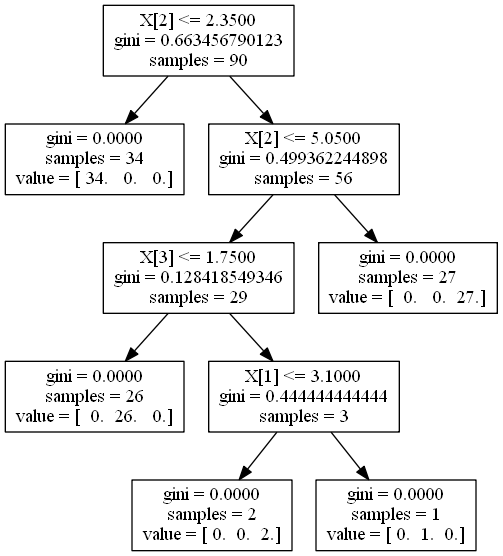 X[2] <= 2.3500
gini = 0.663456790123
samples = 90
gini = 0.0000
samples = 34
value = [ 34. 0. 0.]
X[2] <= 5.0500
gini = 0.499362244898
samples = 56
X[3] <= 1.7500
gini = 0.128418549346
samples = 29
gini = 0.0000
samples = 27
value = [ 0. 0. 27.]
gini = 0.0000
samples = 26
value = [ 0. 26. 0.]
X[1] <= 3.1000
gini = 0.444444444444
samples = 3
gini = 0.0000
samples = 2
value = [ 0. 0. 2.]
gini = 0.0000
samples = 1
value = [ 0. 1. 0.]